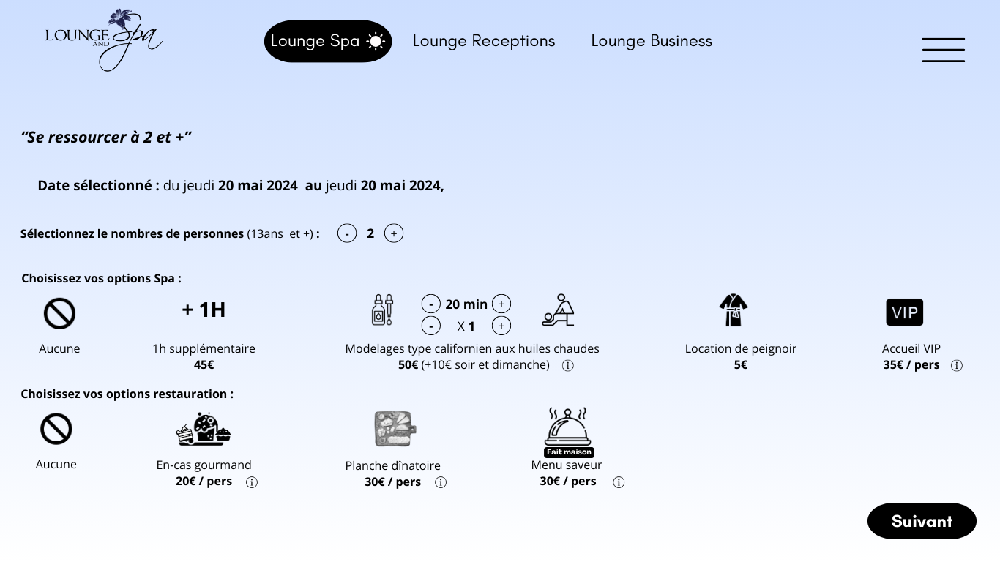 LOUNGE AND Spa
Lounge Spa
Lounge Receptions
Lounge Business
“Se ressourcer à 2 et +”
Date sélectionné : du jeudi 20 mai 2024 au jeudi 20 mai 2024,
Sélectionnez le nombres de personnes (13ans et +) : - 2 +
Choisissez vos options Spa :
+ 1H
- 20 min +
- X 1 +
VIP
Aucune
1h supplémentaire
45€
Modelages type californien aux huiles chaudes
50€ (+10€ soir et dimanche) i
Location de peignoir
5€
Accueil VIP
35€ / pers i
Choisissez vos options restauration :
Aucune
En-cas gourmand
20€ / pers i
Planche dînatoire
30€ / pers i
Fait maison
Menu saveur
30€ / pers i
Suivant